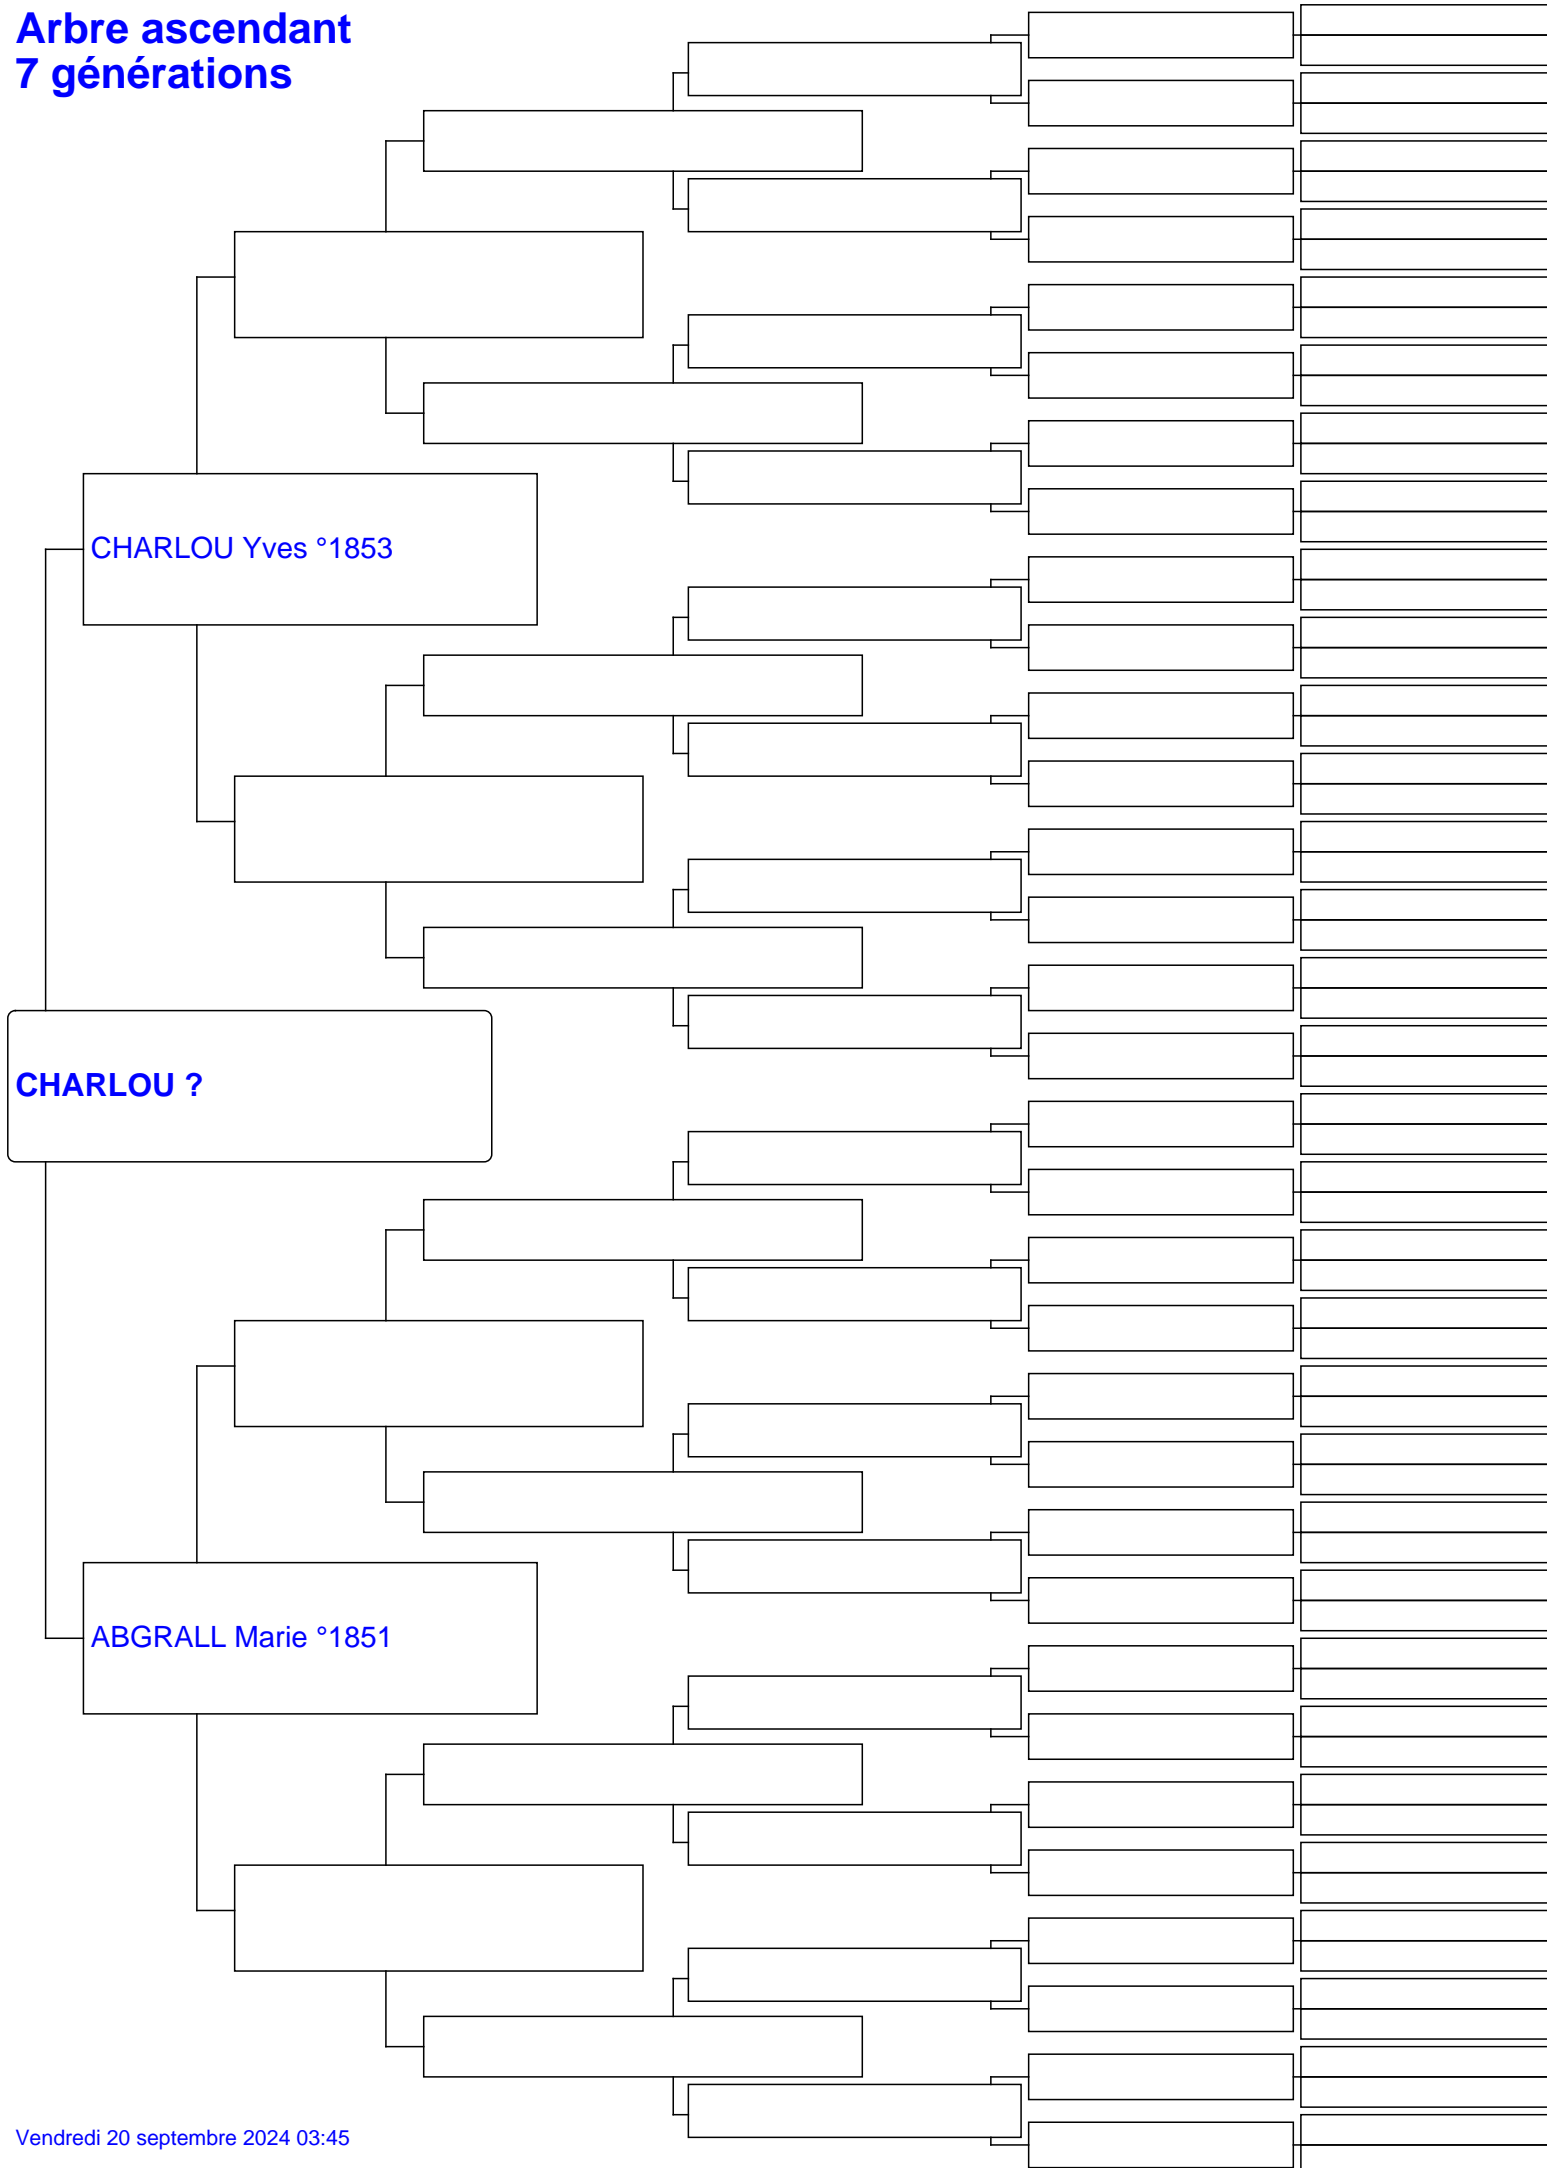 Arbre ascendant
7 générations
CHARLOU Yves °1853
CHARLOU ?
ABGRALL Marie °1851
Vendredi 20 septembre 2024 03:45